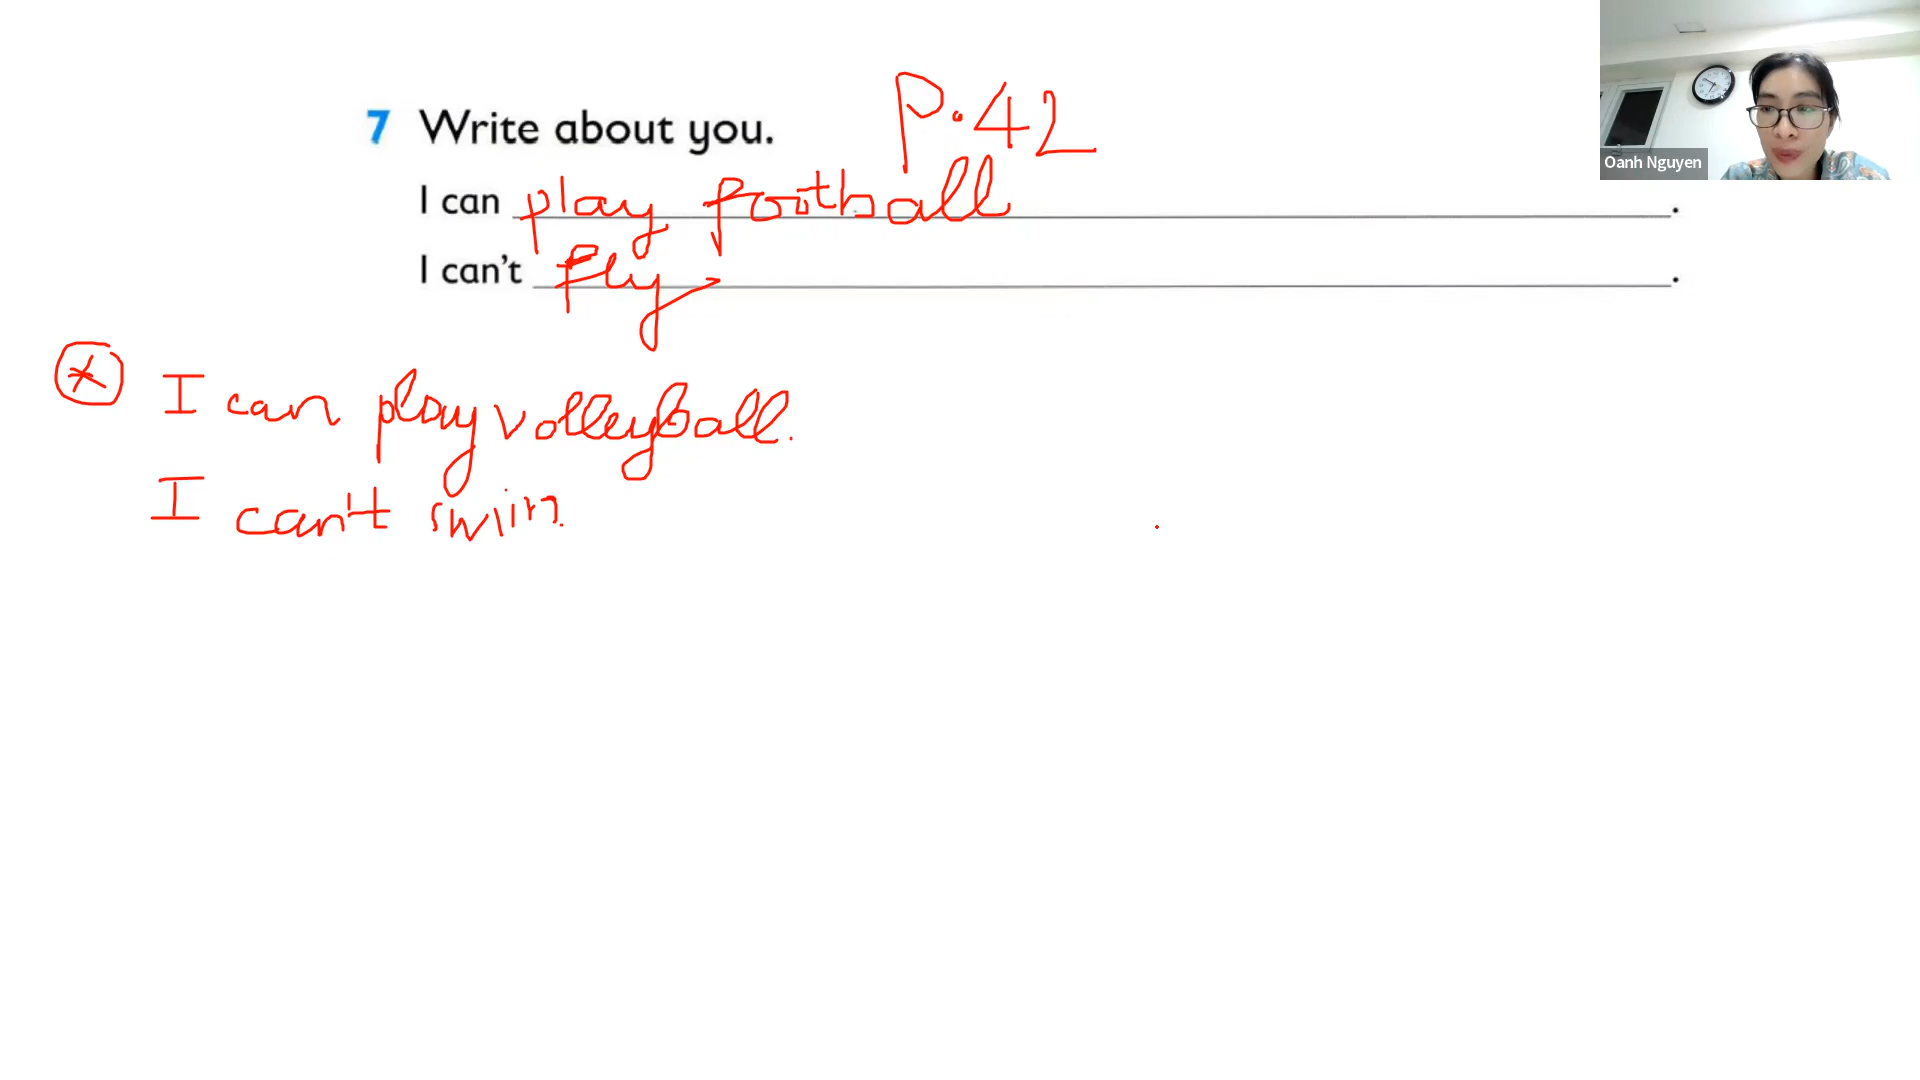 P.42
7 Write about you.
I can play football.
I can't fly.
I can play volleyball.
I can't swim.
Oanh Nguyen